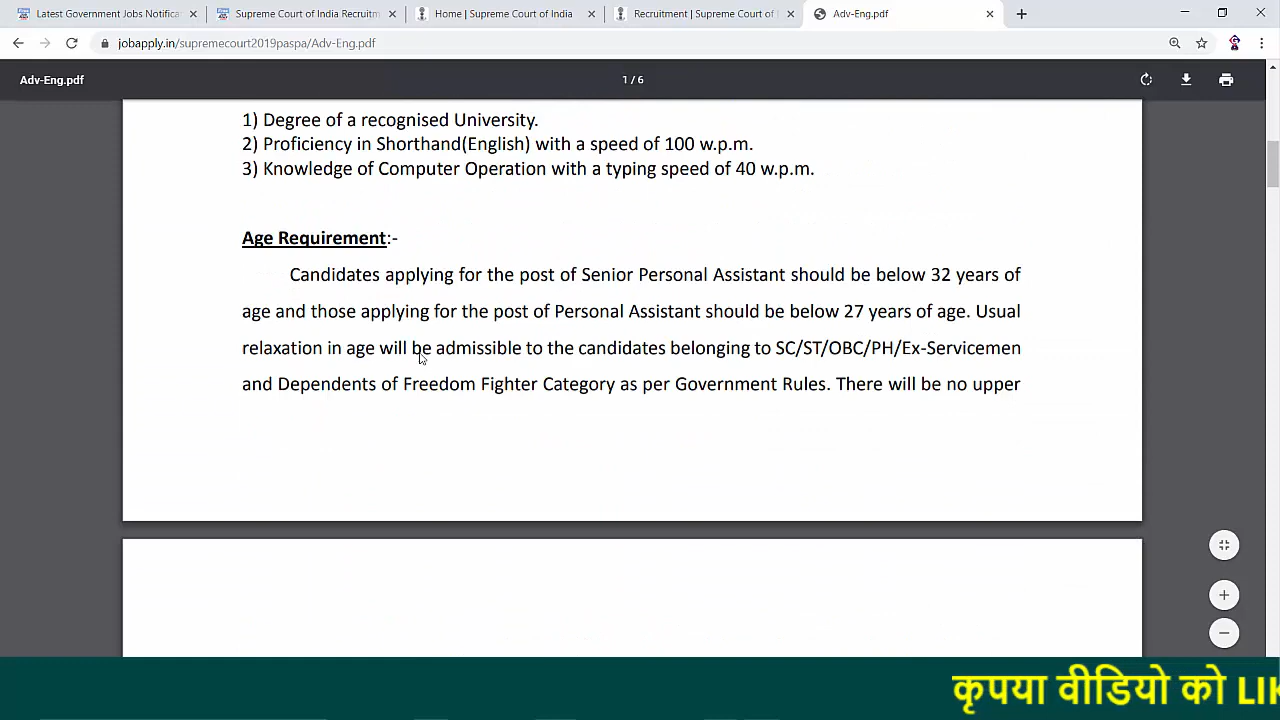 Latest Government Jobs Notifica
Supreme Court of India Recruitm
Home | Supreme Court of India
Recruitment | Supreme Court of
Adv-Eng.pdf
jobapply.in/supremecourt2019paspa/Adv-Eng.pdf
Adv-Eng.pdf
1 / 6
1) Degree of a recognised University.
2) Proficiency in Shorthand(English) with a speed of 100 w.p.m.
3) Knowledge of Computer Operation with a typing speed of 40 w.p.m.
Age Requirement:-
Candidates applying for the post of Senior Personal Assistant should be below 32 years of
age and those applying for the post of Personal Assistant should be below 27 years of age. Usual
relaxation in age will be admissible to the candidates belonging to SC/ST/OBC/PH/Ex-Servicemen
and Dependents of Freedom Fighter Category as per Government Rules. There will be no upper
कृपया वीडियो को LIK